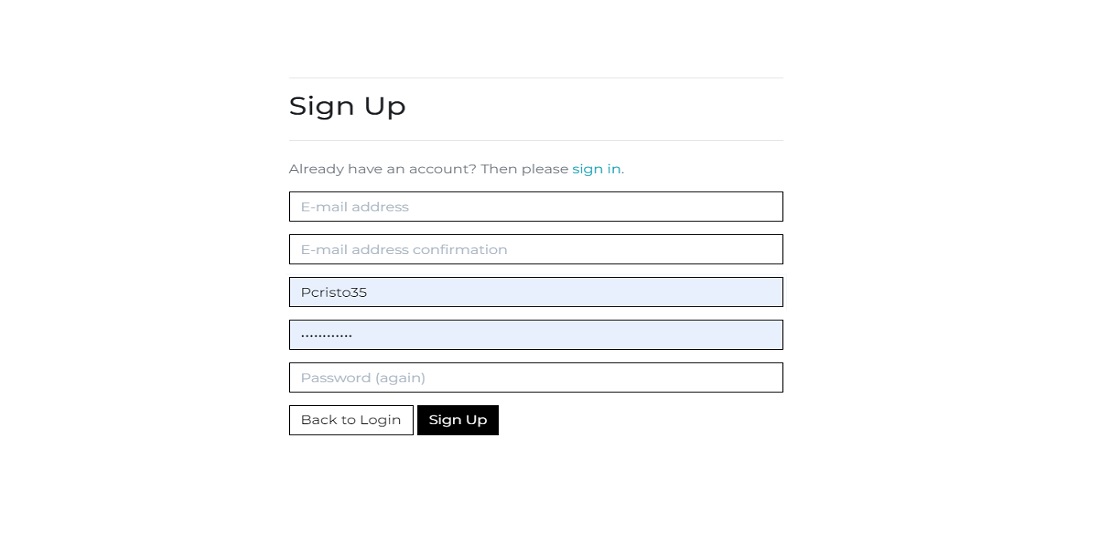 Sign Up
Already have an account? Then please sign in.
E-mail address
E-mail address confirmation
Pcristo35
............
Password (again)
Back to Login Sign Up